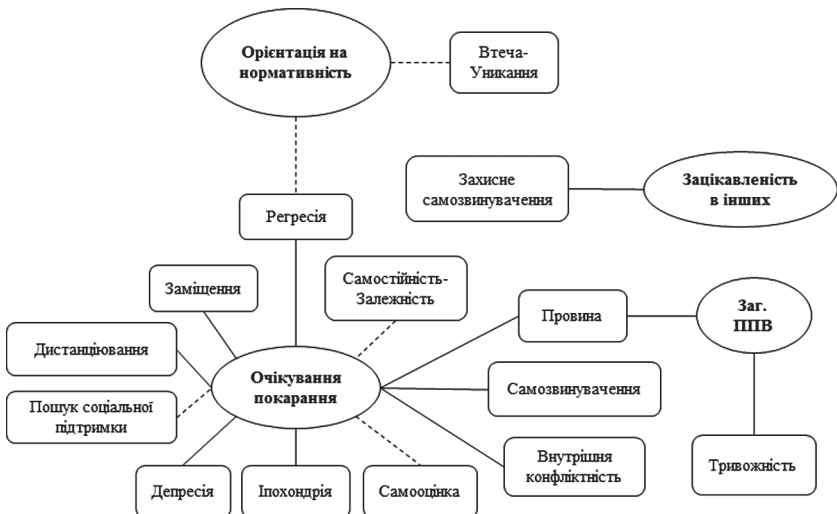 Орієнтація на
нормативність
Втеча-
Уникання
Захисне
самозвинувачення
Зацікавленість
в інших
Регресія
Заміщення
Самостійність-
Залежність
Провина
Заг.
ППВ
Дистанціювання
Очікування
покарання
Самозвинувачення
Пошук соціальної
підтримки
Внутрішня
конфліктність
Тривожність
Депресія
Іпохондрія
Самооцінка